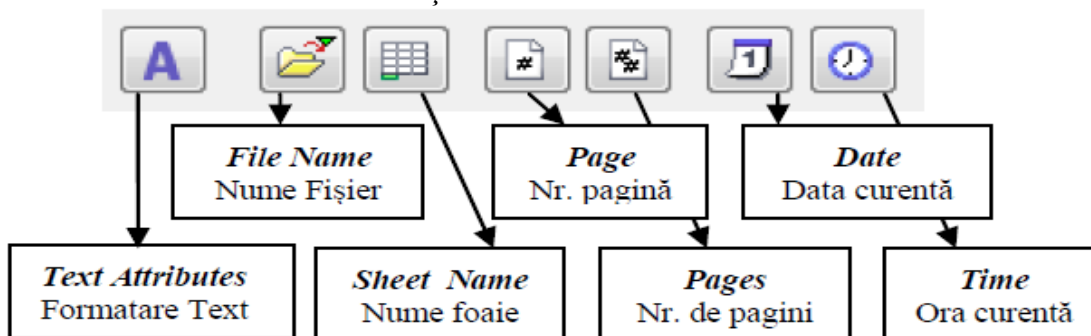 A
#
#
#
1
File Name
Nume Fișier
Page
Nr. pagină
Date
Data curentă
Text Attributes
Formatare Text
Sheet Name
Nume foaie
Pages
Nr. de pagini
Time
Ora curentă